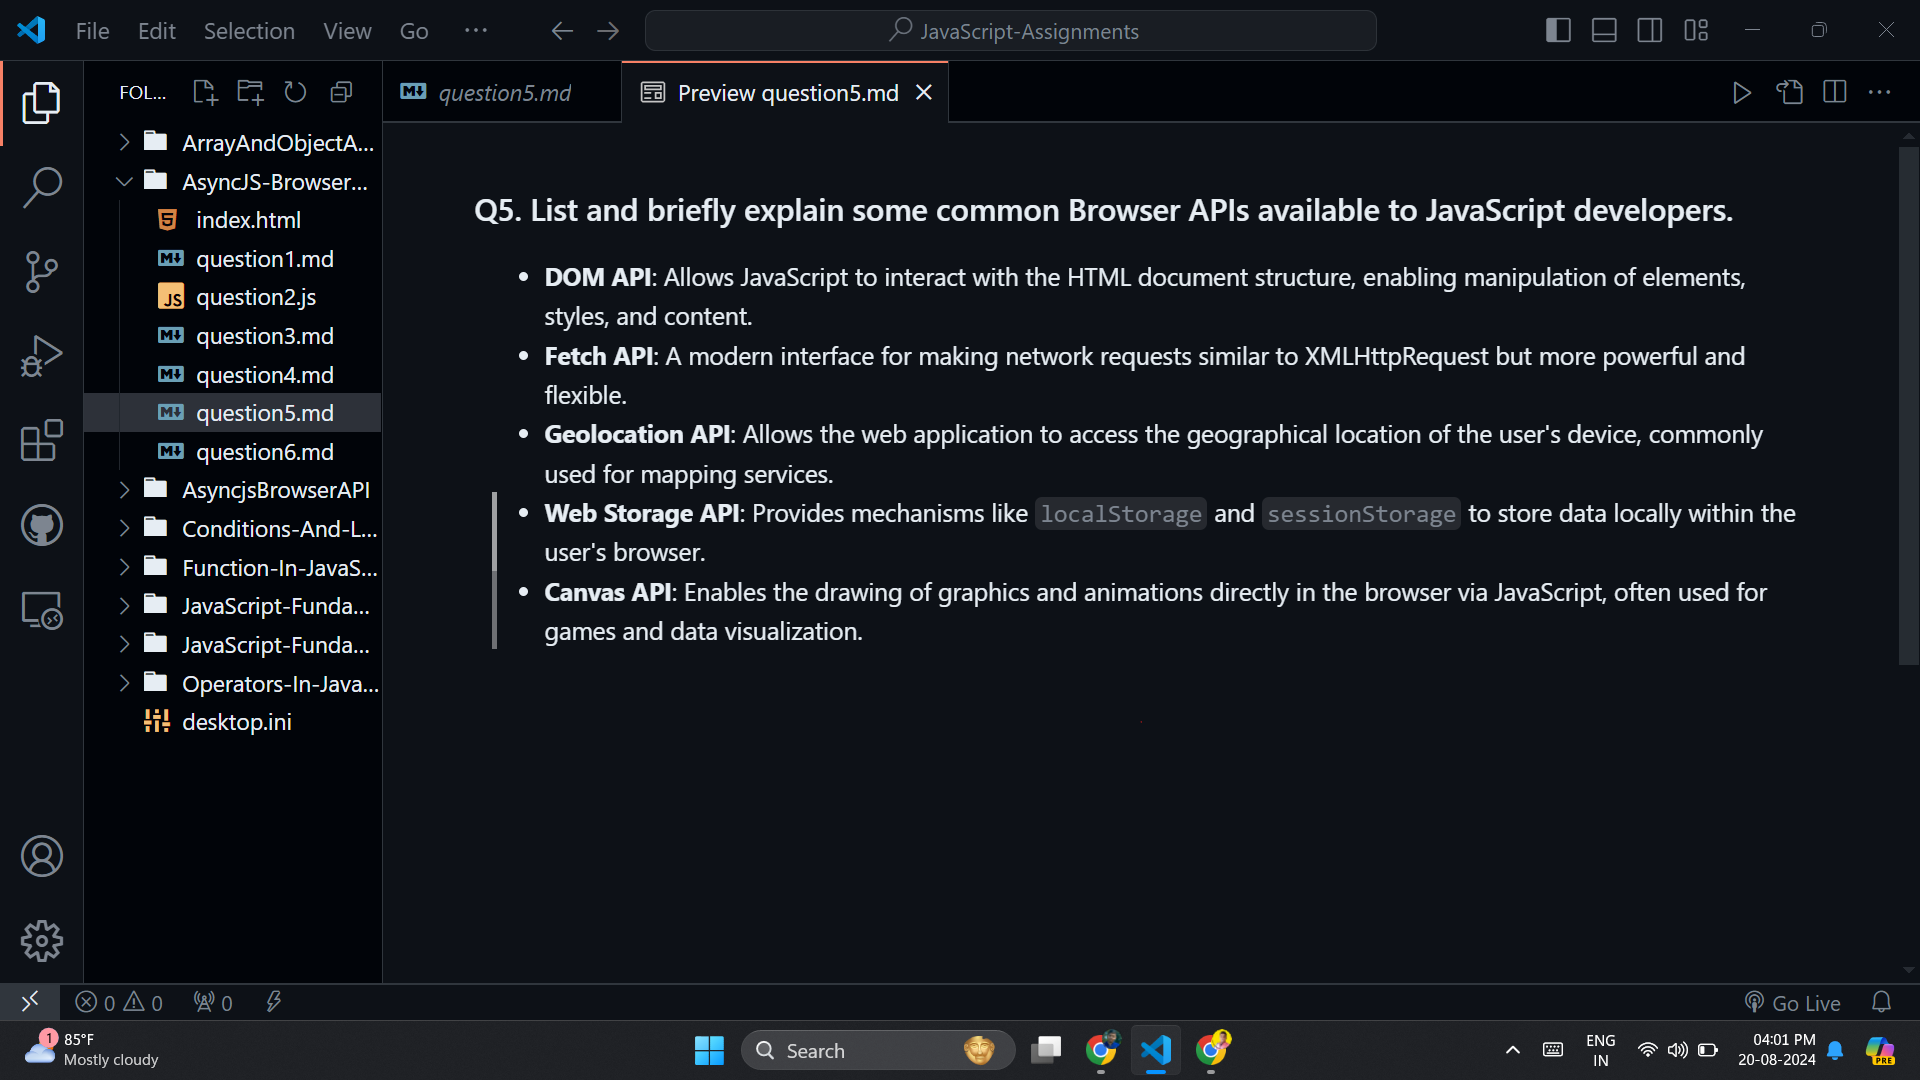 File Edit Selection View Go ··· JavaScript-Assignments
FOL...
question5.md
Preview question5.md
ArrayAndObjectA...
AsyncJS-Browser...
index.html
question1.md
JS question2.js
question3.md
question4.md
question5.md
question6.md
AsyncjsBrowserAPI
Conditions-And-L...
Function-In-JavaS...
JavaScript-Funda...
JavaScript-Funda...
Operators-In-Java...
desktop.ini
Q5. List and briefly explain some common Browser APIs available to JavaScript developers.
• DOM API: Allows JavaScript to interact with the HTML document structure, enabling manipulation of elements,
styles, and content.
• Fetch API: A modern interface for making network requests similar to XMLHttpRequest but more powerful and
flexible.
• Geolocation API: Allows the web application to access the geographical location of the user's device, commonly
used for mapping services.
• Web Storage API: Provides mechanisms like localStorage and sessionStorage to store data locally within the
user's browser.
• Canvas API: Enables the drawing of graphics and animations directly in the browser via JavaScript, often used for
games and data visualization.
0 0 0 Go Live
1 85°F
Mostly cloudy
Search
ENG
IN
04:01 PM
20-08-2024
PRE